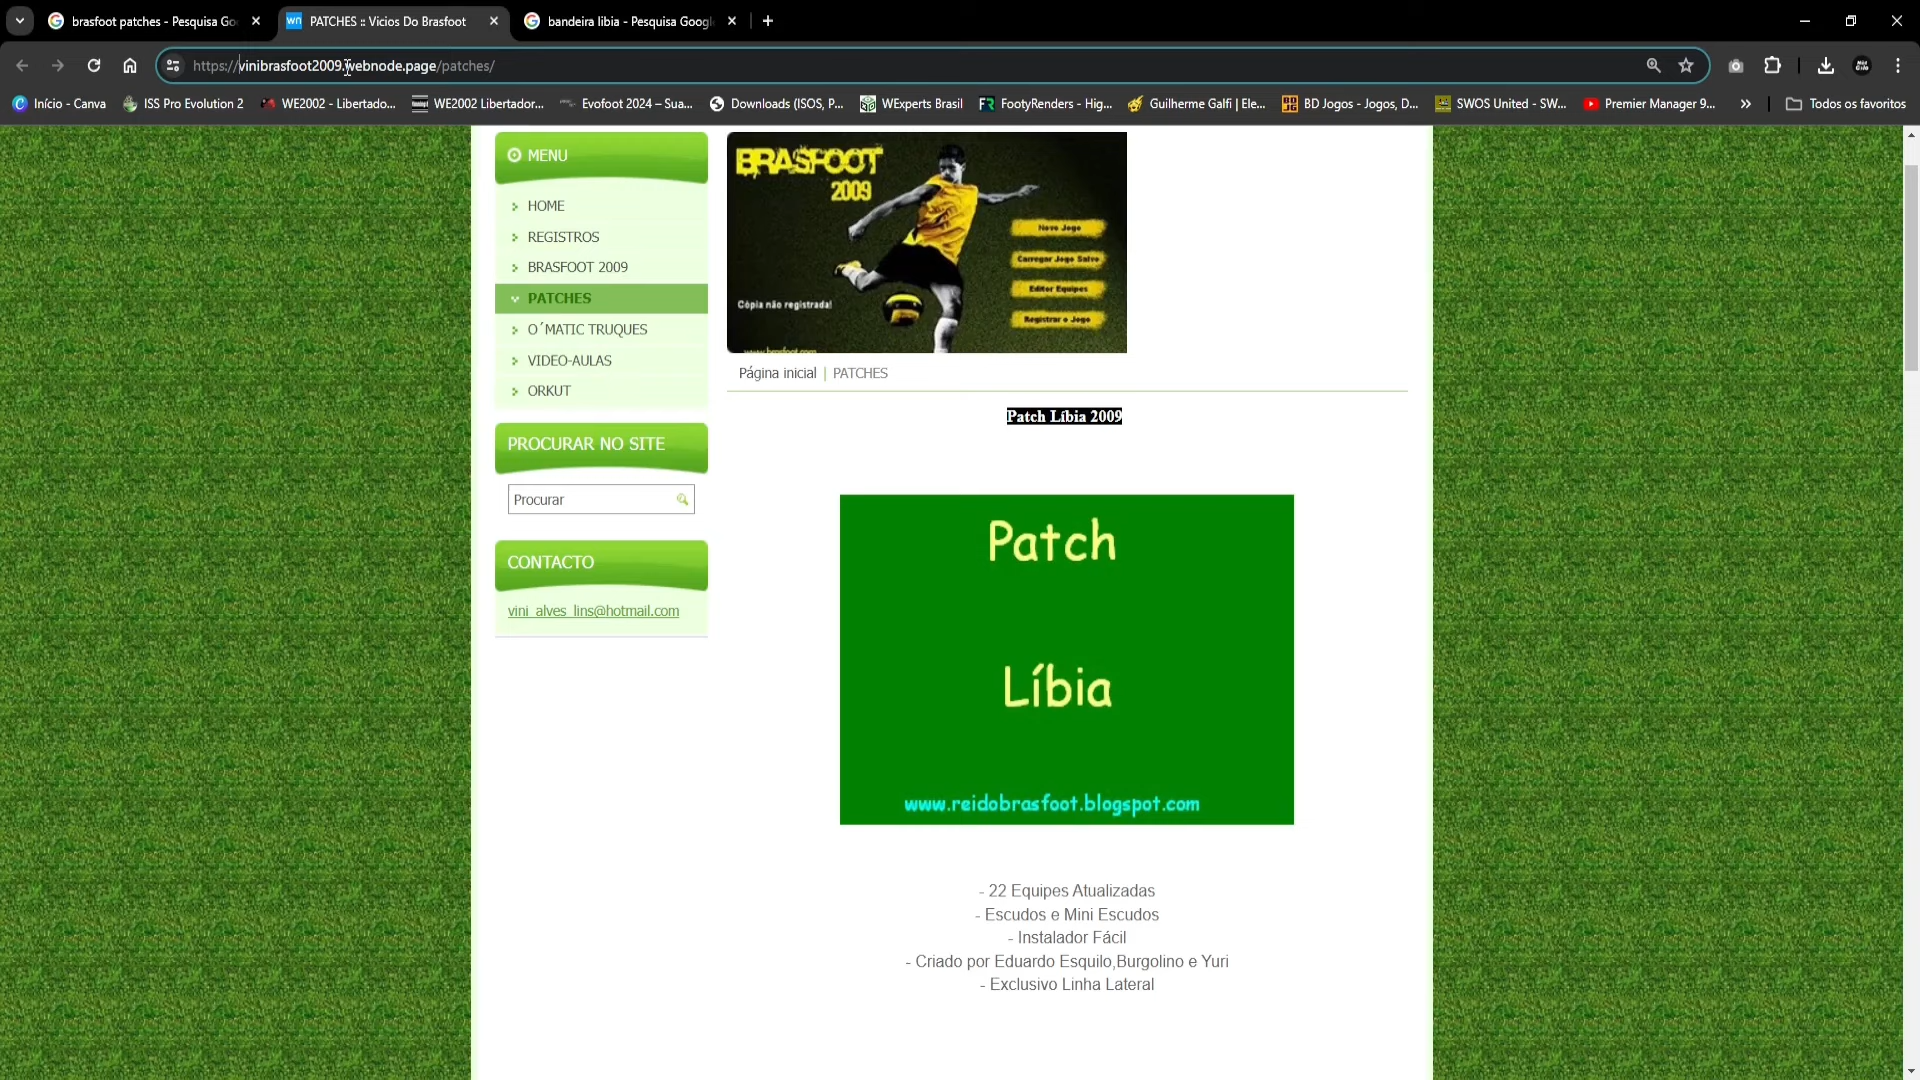 brasfoot patches - Pesquisa Go
PATCHES :: Vicios Do Brasfoot
bandeira libia - Pesquisa Googl
https://vinibrasfoot2009.webnode.page/patches/
Início - Canva
ISS Pro Evolution 2
WE2002 - Libertado...
WE2002 Libertador...
Evofoot 2024 – Sua...
Downloads (ISOS, P...
WExperts Brasil
FootyRenders - Hig...
Guilherme Galfi | Ele...
BD Jogos - Jogos, D...
SWOS United - SW...
Premier Manager 9...
»
Todos os favoritos
MENU
HOME
REGISTROS
BRASFOOT 2009
PATCHES
O´MATIC TRUQUES
VIDEO-AULAS
ORKUT
PROCURAR NO SITE
Procurar
CONTACTO
vini_alves_lins@hotmail.com
BRASFOOT
2009
Novo Jogo
Carregar Jogo Salvo
Editor Equipes
Registrar o Jogo
Cópia não registrada!
www.brasfoot.com
Página inicial | PATCHES
Patch Líbia 2009
Patch
Líbia
www.reidobrasfoot.blogspot.com
- 22 Equipes Atualizadas
- Escudos e Mini Escudos
- Instalador Fácil
- Criado por Eduardo Esquilo,Burgolino e Yuri
- Exclusivo Linha Lateral